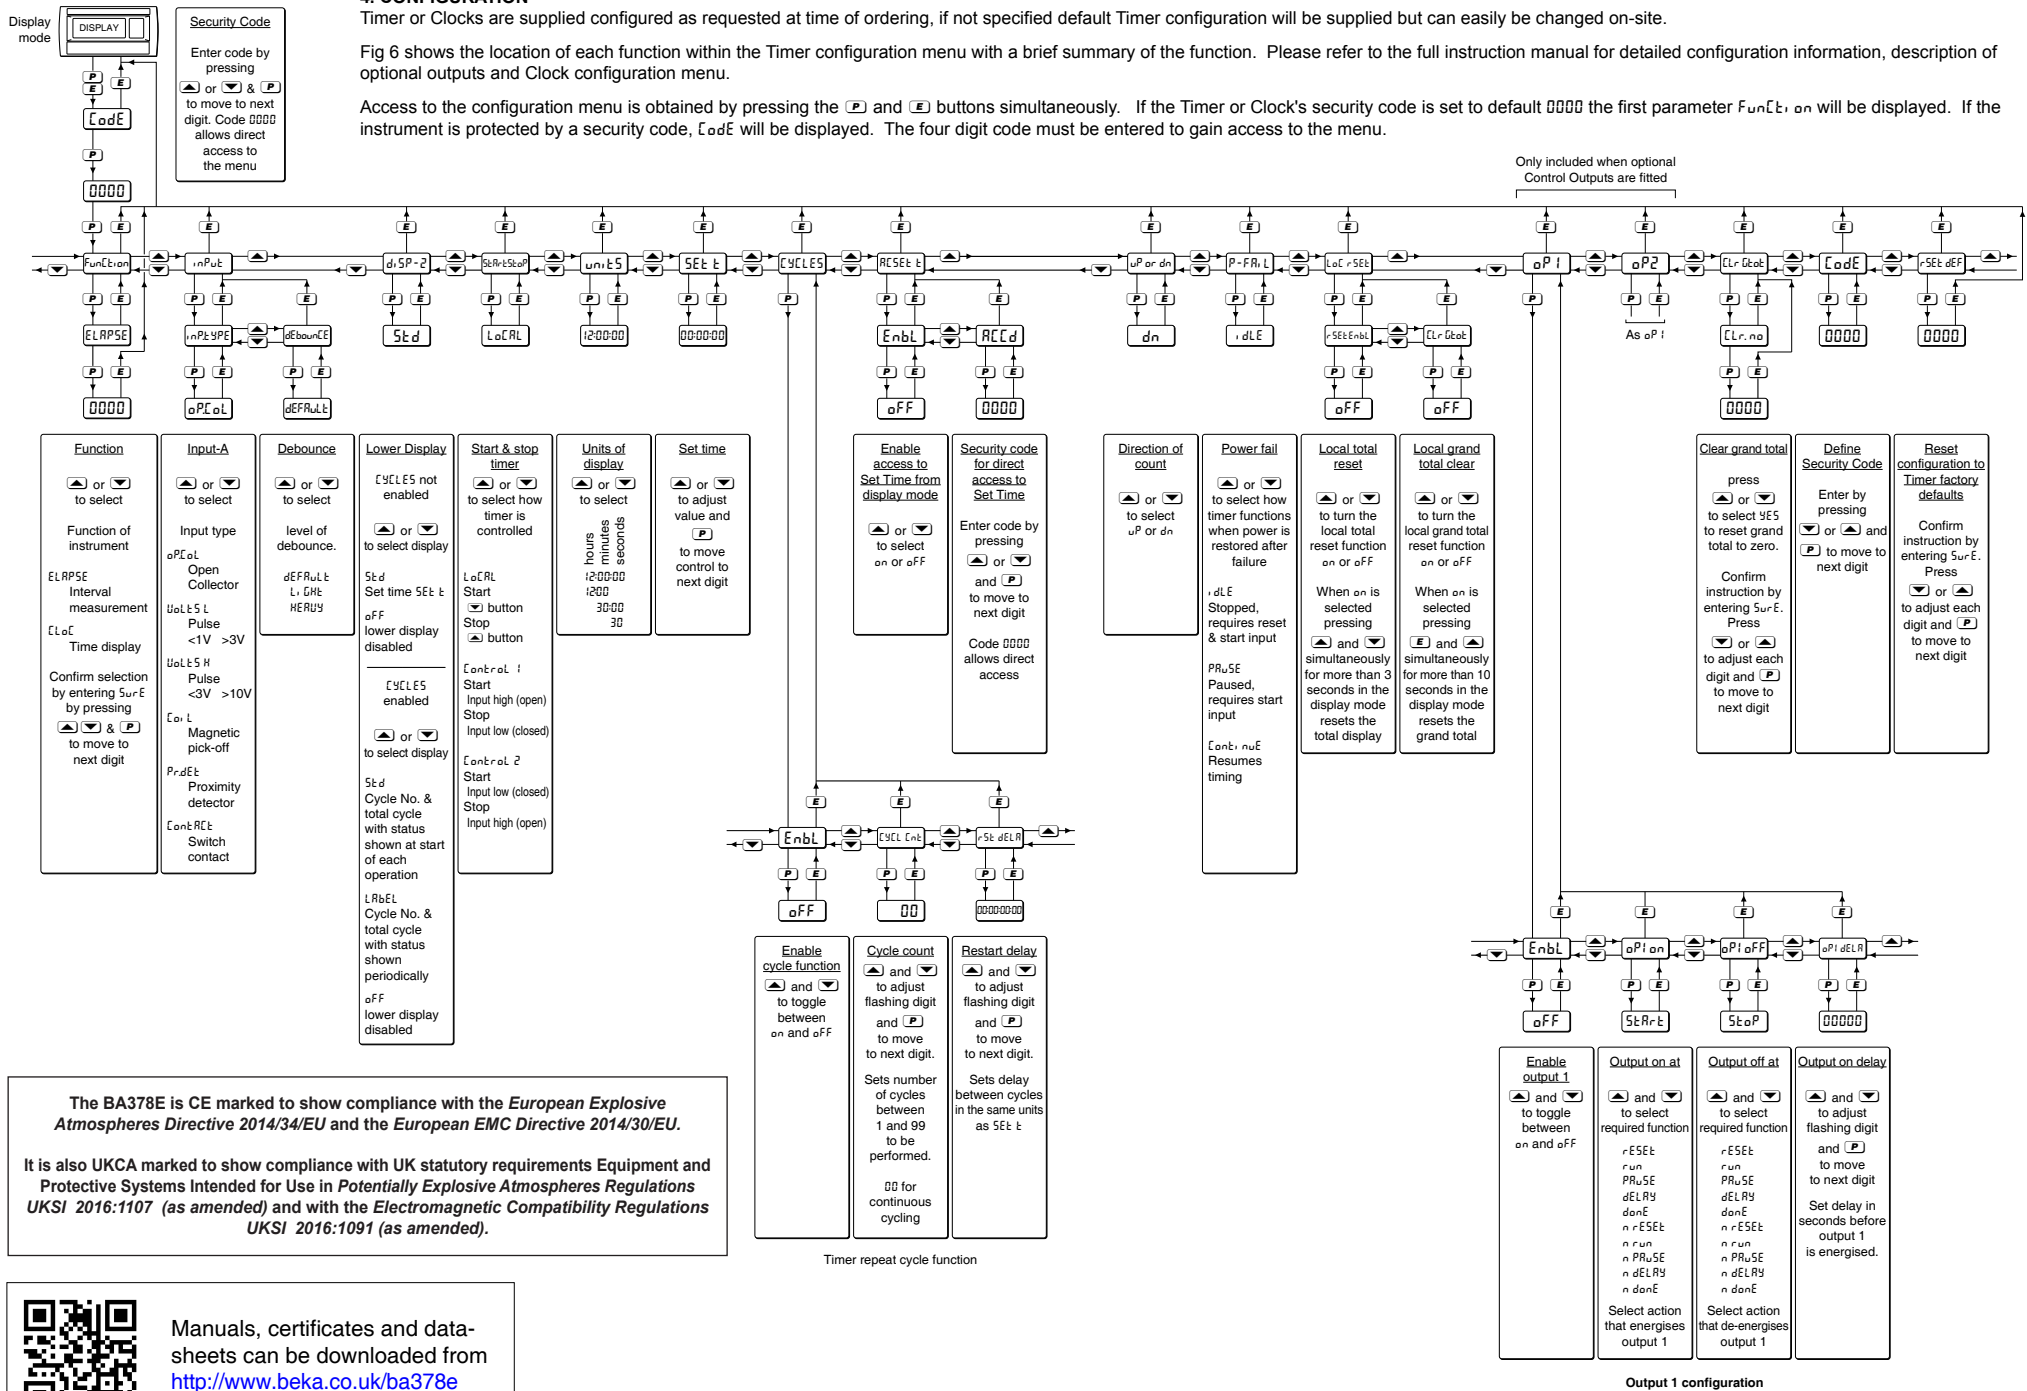 4. CONFIGURATION
Timer or Clocks are supplied configured as requested at time of ordering, if not specified default Timer configuration will be supplied but can easily be changed on-site.
Fig 6 shows the location of each function within the Timer configuration menu with a brief summary of the function. Please refer to the full instruction manual for detailed configuration information, description of
optional outputs and Clock configuration menu.
Access to the configuration menu is obtained by pressing the P and E buttons simultaneously. If the Timer or Clock's security code is set to default 0000 the first parameter FunCtion will be displayed. If the
instrument is protected by a security code, CodE will be displayed. The four digit code must be entered to gain access to the menu.
Display
mode
DISPLAY
P
E
E
CodE
P
0000
Security Code
Enter code by
pressing
or & P
to move to next
digit. Code 0000
allows direct
access to
the menu
Only included when optional
Control Outputs are fitted
P E E E E E E E E E E E E E E E E
FunCtion inPut diSP-2 StArtStoP unitS SEt t CYCLES ACSEt t uP or dn P-FAiL LoC rSEt oP1 oP2 CLr Gtot CodE rSEt dEF
P E P E E P E P E P E P E P P E E P E P E P E E P P E P E P E P E
ELAPSE inP.tYPE dEbounCE Std LoCAL 12:00:00 00:00:00 EnbL ACCd dn idLE rSEtEnbL CLr Gtot CLr.no 0000 0000
As oP1
P E P E P E P E P E P E P E P E
0000 oP.CoL dEFAuLt oFF 0000 oFF oFF 0000
Function
or
to select
Function of
instrument
ELAPSE
Interval
measurement
CLoC
Time display
Confirm selection
by entering SurE
by pressing
& P
to move to
next digit
Input-A
or
to select
Input type
oP.CoL
Open
Collector
VoLtS L
Pulse
<1V >3V
VoLtS H
Pulse
<3V >10V
CoiL
Magnetic
pick-off
Pr.dEt
Proximity
detector
ContACt
Switch
contact
Debounce
or
to select
level of
debounce.
dEFAuLt
LiGHt
HEAVY
Lower Display
CYCLES not
enabled
or
to select display
Std
Set time SEt t
oFF
lower display
disabled
CYCLES
enabled
or
to select display
Std
Cycle No. &
total cycle
with status
shown at start
of each
operation
LAbEL
Cycle No. &
total cycle
with status
shown
periodically
oFF
lower display
disabled
Start & stop
timer
or
to select how
timer is
controlled
LoCAL
Start
button
Stop
button
ControL 1
Start
Input high (open)
Stop
Input low (closed)
ControL 2
Start
Input low (closed)
Stop
Input high (open)
Units of
display
or
to select
hours
minutes
seconds
12:00:00
12:00
30:00
30
Set time
or
to adjust
value and
P
to move
control to
next digit
Enable
access to
Set Time from
display mode
or
to select
on or oFF
Security code
for direct
access to
Set Time
Enter code by
pressing
or
and P
to move to
next digit
Code 0000
allows direct
access
Direction of
count
or
to select
uP or dn
Power fail
or
to select how
timer functions
when power is
restored after
failure
idLE
Stopped,
requires reset
& start input
PAuSE
Paused,
requires start
input
ContinuE
Resumes
timing
Local total
reset
or
to turn the
local total
reset function
on or oFF
When on is
selected
pressing
and
simultaneously
for more than 3
seconds in the
display mode
resets the
total display
Local grand
total clear
or
to turn the
local grand total
reset function
on or oFF
When on is
selected
pressing
E and
simultaneously
for more than 10
seconds in the
display mode
resets the
grand total
Clear grand total
press
or
to select YES
to reset grand
total to zero.
Confirm
instruction by
entering SurE.
Press
or
to adjust each
digit and P
to move to
next digit
Define
Security Code
Enter by
pressing
or and
P to move to
next digit
Reset
configuration to
Timer factory
defaults
Confirm
instruction by
entering SurE.
Press
or
to adjust each
digit and P
to move to
next digit
E E E
EnbL CYCL Cnt rSt dELA
P E P E P E
oFF 00 00:00:00:00
Enable
cycle function
and
to toggle
between
on and oFF
Cycle count
and
to adjust
flashing digit
and P
to move
to next digit.
Sets number
of cycles
between
1 and 99
to be
performed.
00 for
continuous
cycling
Restart delay
and
to adjust
flashing digit
and P
to move
to next digit.
Sets delay
between cycles
in the same units
as SEt t
Timer repeat cycle function
E E E E
EnbL oP1 on oP1 oFF oP1 dELA
P E P E P E P E
oFF StArt StoP 00000
Enable
output 1
and
to toggle
between
on and oFF
Output on at
and
to select
required function
rESEt
run
PAuSE
dELAY
donE
n rESEt
n run
n PAuSE
n dELAY
n donE
Select action
that energises
output 1
Output off at
and
to select
required function
rESEt
run
PAuSE
dELAY
donE
n rESEt
n run
n PAuSE
n dELAY
n donE
Select action
that de-energises
output 1
Output on delay
and
to adjust
flashing digit
and P
to move
to next digit
Set delay in
seconds before
output 1
is energised.
Output 1 configuration
The BA378E is CE marked to show compliance with the European Explosive
Atmospheres Directive 2014/34/EU and the European EMC Directive 2014/30/EU.
It is also UKCA marked to show compliance with UK statutory requirements Equipment and
Protective Systems Intended for Use in Potentially Explosive Atmospheres Regulations
UKSI 2016:1107 (as amended) and with the Electromagnetic Compatibility Regulations
UKSI 2016:1091 (as amended).
Manuals, certificates and data-
sheets can be downloaded from
http://www.beka.co.uk/ba378e